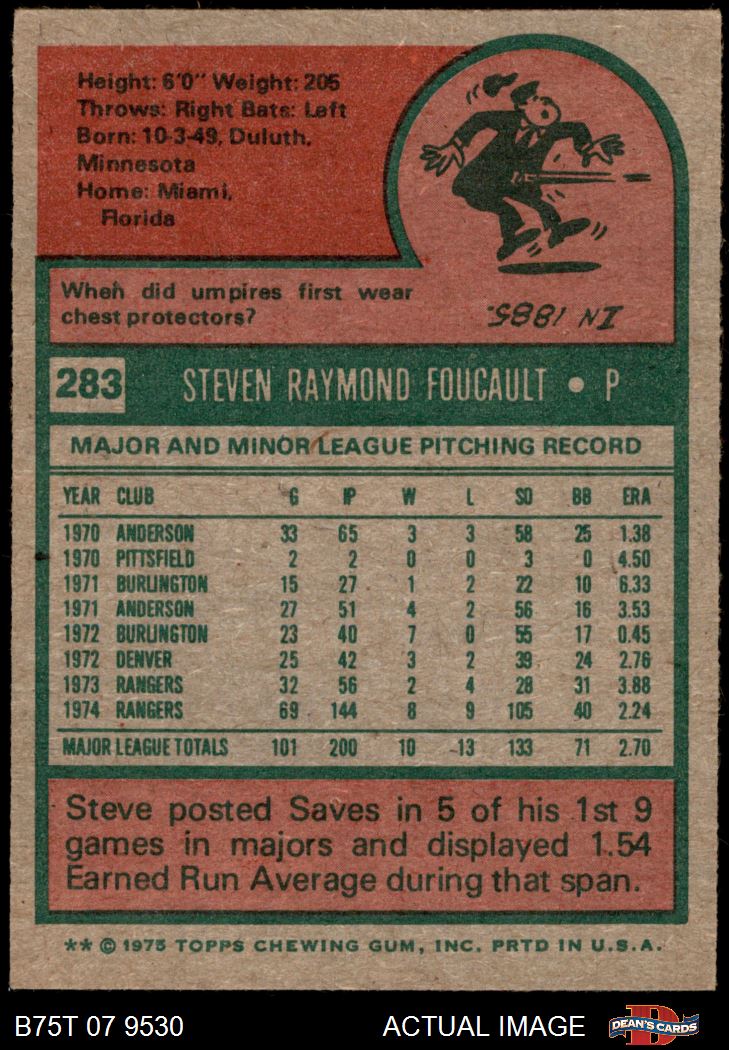 Height: 6'0" Weight: 205
Throws: Right Bats: Left
Born: 10-3-49, Duluth,
Minnesota
Home: Miami,
Florida
When did umpires first wear
chest protectors?
IN 1885.
283 STEVEN RAYMOND FOUCAULT • P
MAJOR AND MINOR LEAGUE PITCHING RECORD
YEAR CLUB G IP W L SO BB ERA
1970 ANDERSON 33 65 3 3 58 25 1.38
1970 PITTSFIELD 2 2 0 0 3 0 4.50
1971 BURLINGTON 15 27 1 2 22 10 6.33
1971 ANDERSON 27 51 4 2 56 16 3.53
1972 BURLINGTON 23 40 7 0 55 17 0.45
1972 DENVER 25 42 3 2 39 24 2.76
1973 RANGERS 32 56 2 4 28 31 3.88
1974 RANGERS 69 144 8 9 105 40 2.24
MAJOR LEAGUE TOTALS 101 200 10 13 133 71 2.70
Steve posted Saves in 5 of his 1st 9
games in majors and displayed 1.54
Earned Run Average during that span.
** © 1975 TOPPS CHEWING GUM, INC. PRTD IN U.S.A.
B75T 07 9530 ACTUAL IMAGE D DEAN'S CARDS